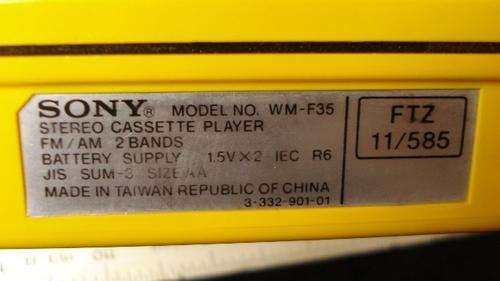 SONY® MODEL NO. WM-F35
STEREO CASSETTE PLAYER
FM/AM 2 BANDS
BATTERY SUPPLY 1.5V×2 IEC R6
JIS SUM-3 SIZE AA
MADE IN TAIWAN REPUBLIC OF CHINA
3-332-901-01
FTZ
11/585